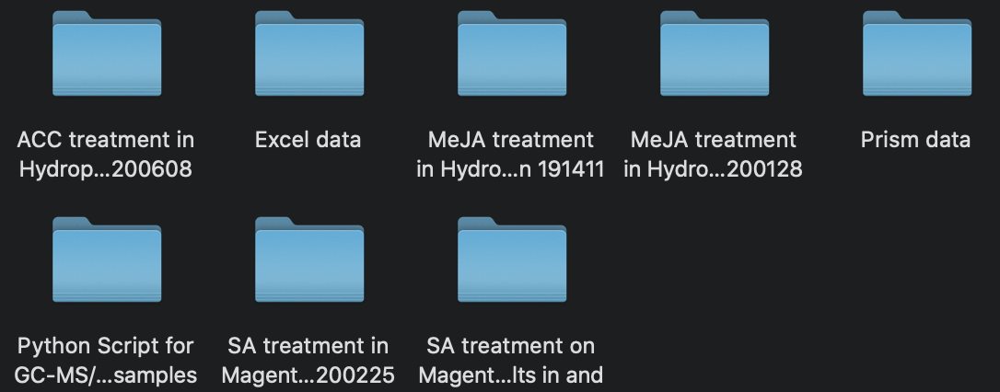 ACC treatment in
Hydrop...200608
Excel data
MeJA treatment
in Hydro...n 191411
MeJA treatment
in Hydro...200128
Prism data
Python Script for
GC-MS/...samples
SA treatment in
Magent...200225
SA treatment on
Magent...lts in and